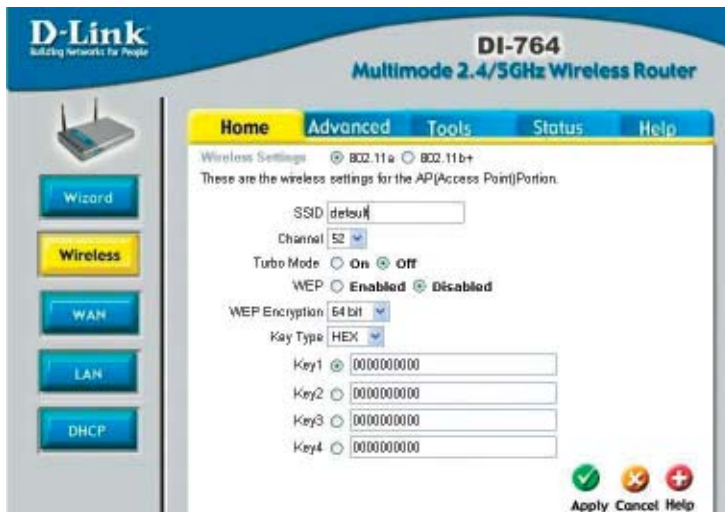 D-Link
Building Networks for People
DI-764
Multimode 2.4/5GHz Wireless Router
Home Advanced Tools Status Help
Wizard
Wireless
WAN
LAN
DHCP
Wireless Settings 802.11a 802.11b+
These are the wireless settings for the AP(Access Point)Portion.
SSID default
Channel 52
Turbo Mode On Off
WEP Enabled Disabled
WEP Encryption 64 bit
Key Type HEX
Key1 0000000000
Key2 0000000000
Key3 0000000000
Key4 0000000000
Apply Cancel Help